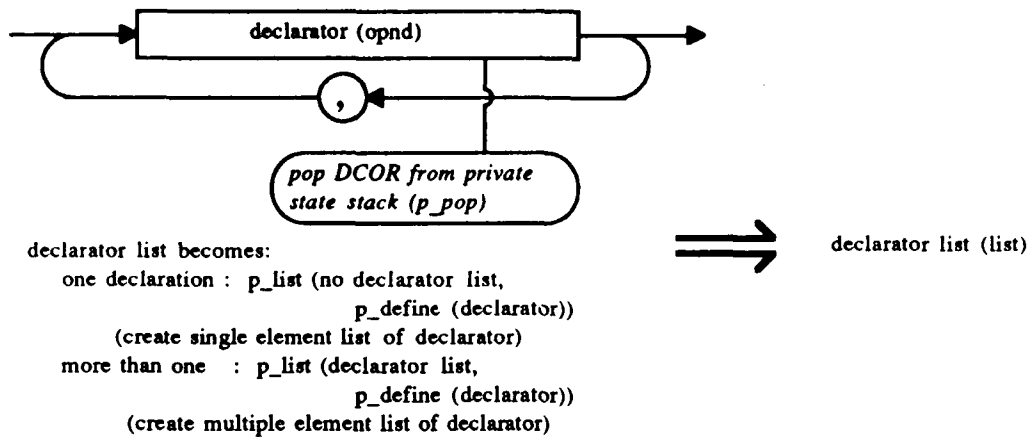 declarator (opnd)
,
pop DCOR from private
state stack (p_pop)
declarator list becomes:
one declaration : p_list (no declarator list,
p_define (declarator))
(create single element list of declarator)
more than one : p_list (declarator list,
p_define (declarator))
(create multiple element list of declarator)
declarator list (list)